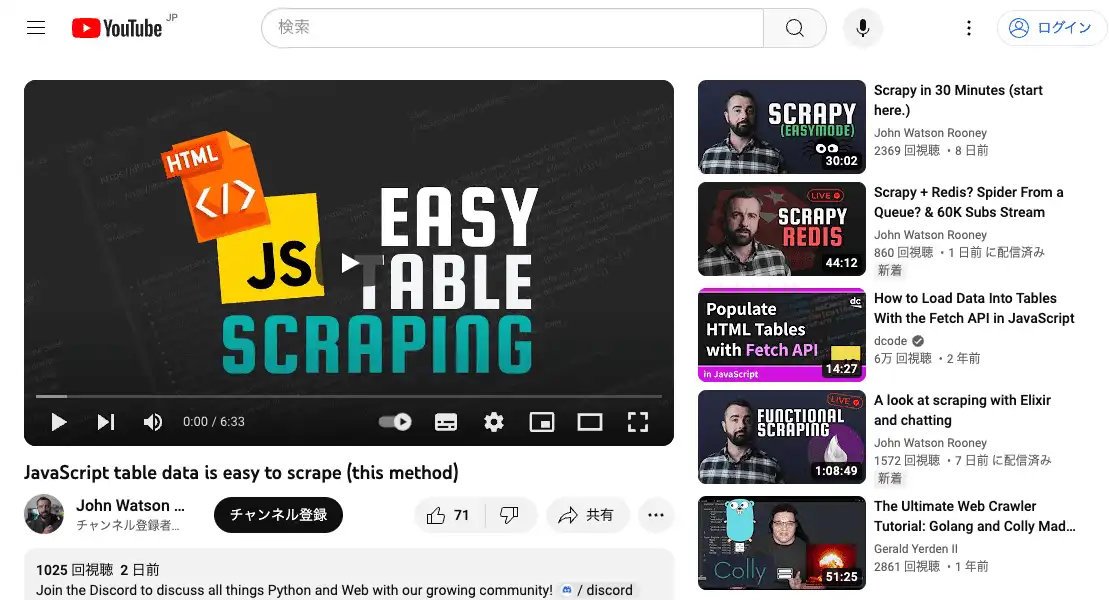 YouTube JP
検索
ログイン
HTML
</>
JS
EASY
TABLE
SCRAPING
0:00 / 6:33
JavaScript table data is easy to scrape (this method)
John Watson ...
チャンネル登録者...
チャンネル登録
71
共有
1025 回視聴 2 日前
Join the Discord to discuss all things Python and Web with our growing community! / discord
SCRAPY
(EASYMODE)
30:02
Scrapy in 30 Minutes (start
here.)
John Watson Rooney
2369 回視聴 ・8 日前
LIVE
SCRAPY
REDIS
44:12
Scrapy + Redis? Spider From a
Queue? & 60K Subs Stream
John Watson Rooney
860 回視聴 ・1 日前 に配信済み
新着
dc
Populate
HTML Tables
with Fetch API
in JavaScript
14:27
How to Load Data Into Tables
With the Fetch API in JavaScript
dcode
6万 回視聴 ・2 年前
LIVE
FUNCTIONAL
SCRAPING
1:08:49
A look at scraping with Elixir
and chatting
John Watson Rooney
1572 回視聴 ・7 日前 に配信済み
新着
Colly
51:25
The Ultimate Web Crawler
Tutorial: Golang and Colly Mad...
Gerald Yerden II
2861 回視聴 ・1 年前